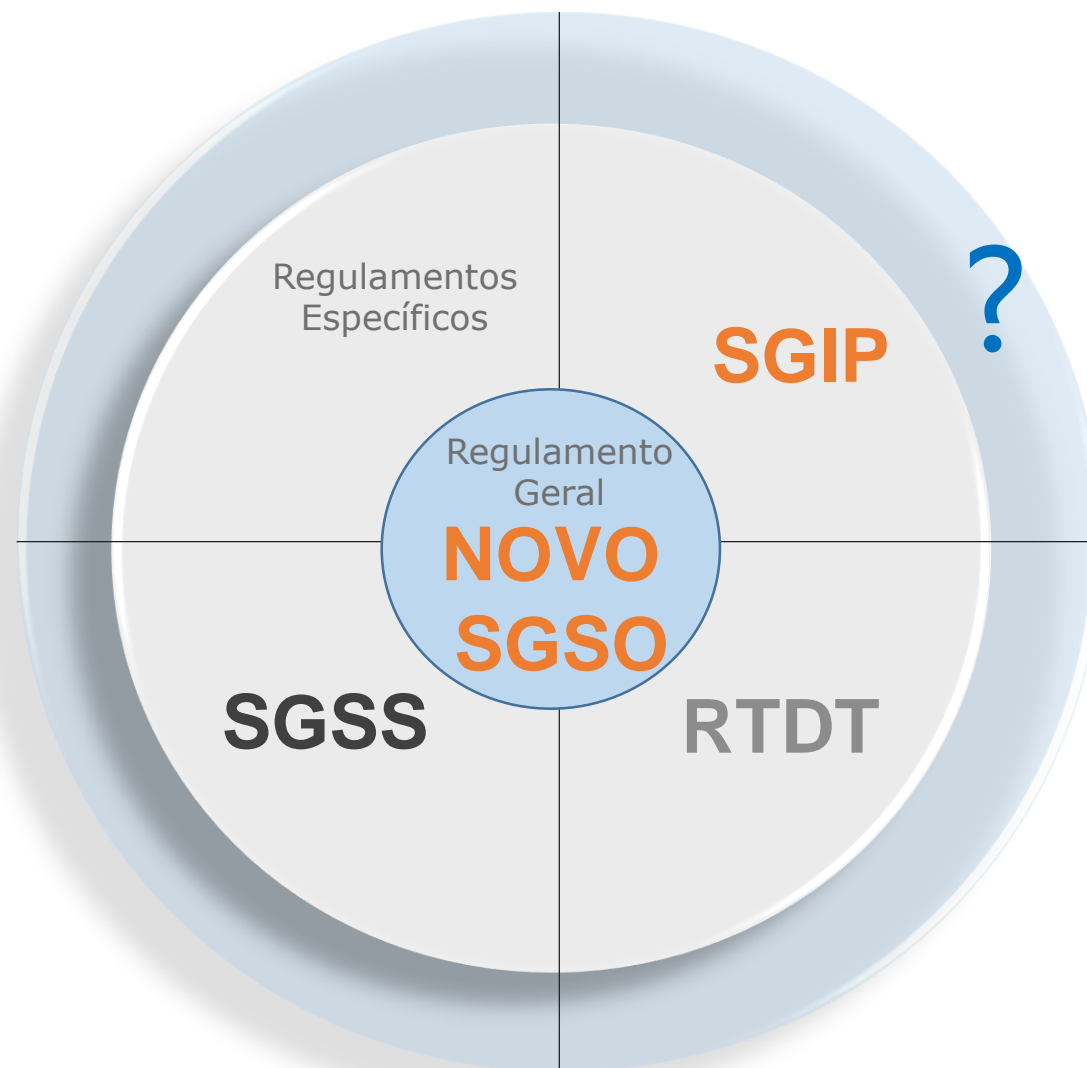 Regulamentos
Específicos
SGIP
?
Regulamento
Geral
NOVO
SGSO
SGSS
RTDT